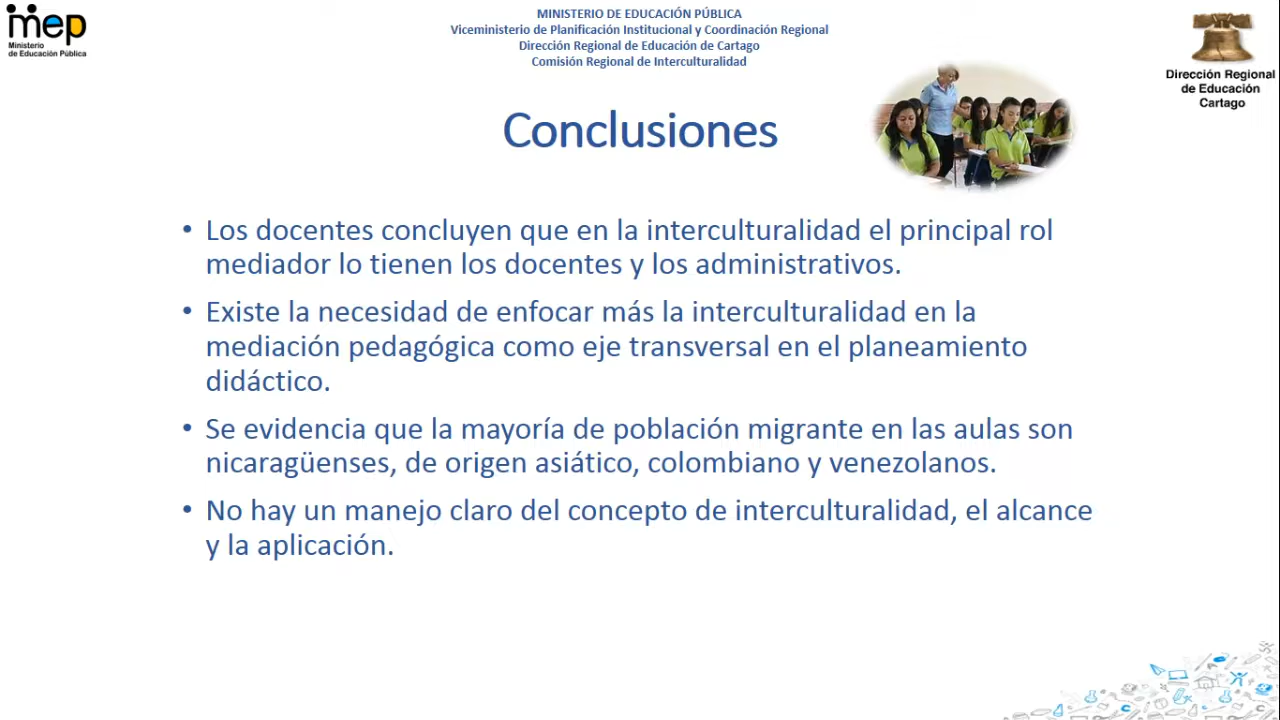 mep
Ministerio
de Educación Pública
MINISTERIO DE EDUCACIÓN PÚBLICA
Viceministerio de Planificación Institucional y Coordinación Regional
Dirección Regional de Educación de Cartago
Comisión Regional de Interculturalidad
Dirección Regional
de Educación
Cartago
Conclusiones
• Los docentes concluyen que en la interculturalidad el principal rol
mediador lo tienen los docentes y los administrativos.
• Existe la necesidad de enfocar más la interculturalidad en la
mediación pedagógica como eje transversal en el planeamiento
didáctico.
• Se evidencia que la mayoría de población migrante en las aulas son
nicaragüenses, de origen asiático, colombiano y venezolanos.
• No hay un manejo claro del concepto de interculturalidad, el alcance
y la aplicación.